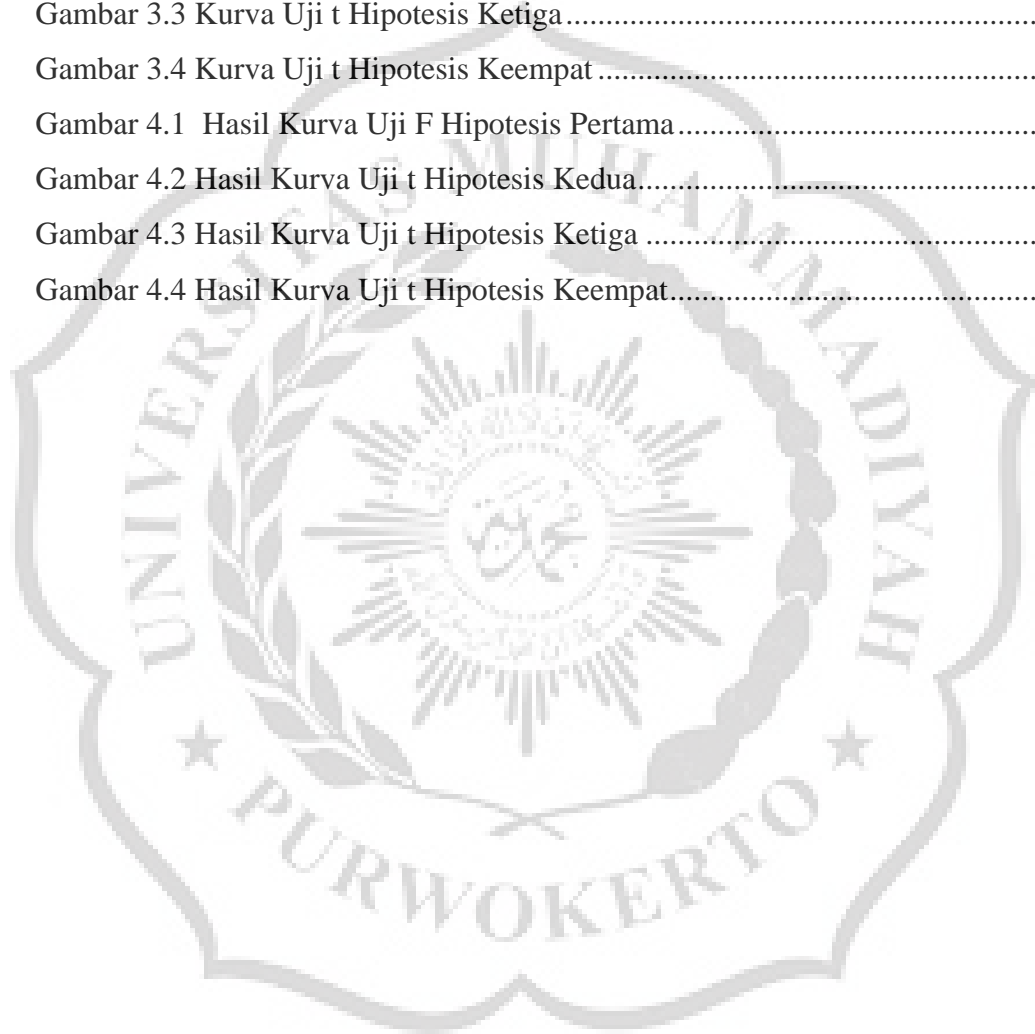 Gambar 3.3 Kurva Uji t Hipotesis Ketiga................................................................
Gambar 3.4 Kurva Uji t Hipotesis Keempat............................................................
Gambar 4.1  Hasil Kurva Uji F Hipotesis Pertama..................................................
Gambar 4.2 Hasil Kurva Uji t Hipotesis Kedua.......................................................
Gambar 4.3 Hasil Kurva Uji t Hipotesis Ketiga ......................................................
Gambar 4.4 Hasil Kurva Uji t Hipotesis Keempat...................................................
UNIVERSITAS MUHAMMADIYAH
★ PURWOKERTO ★